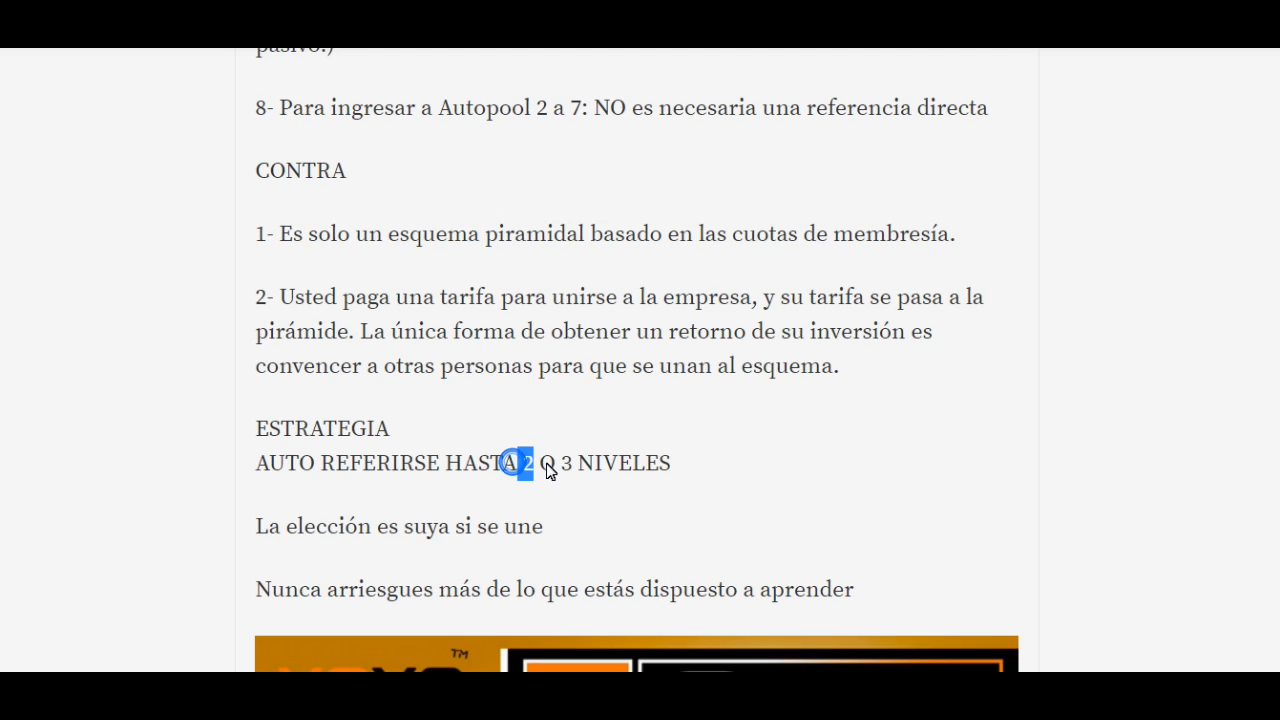 pasivo.)
8- Para ingresar a Autopool 2 a 7: NO es necesaria una referencia directa
CONTRA
1- Es solo un esquema piramidal basado en las cuotas de membresía.
2- Usted paga una tarifa para unirse a la empresa, y su tarifa se pasa a la
pirámide. La única forma de obtener un retorno de su inversión es
convencer a otras personas para que se unan al esquema.
ESTRATEGIA
AUTO REFERIRSE HASTA 2 O 3 NIVELES
La elección es suya si se une
Nunca arriesgues más de lo que estás dispuesto a aprender
TM